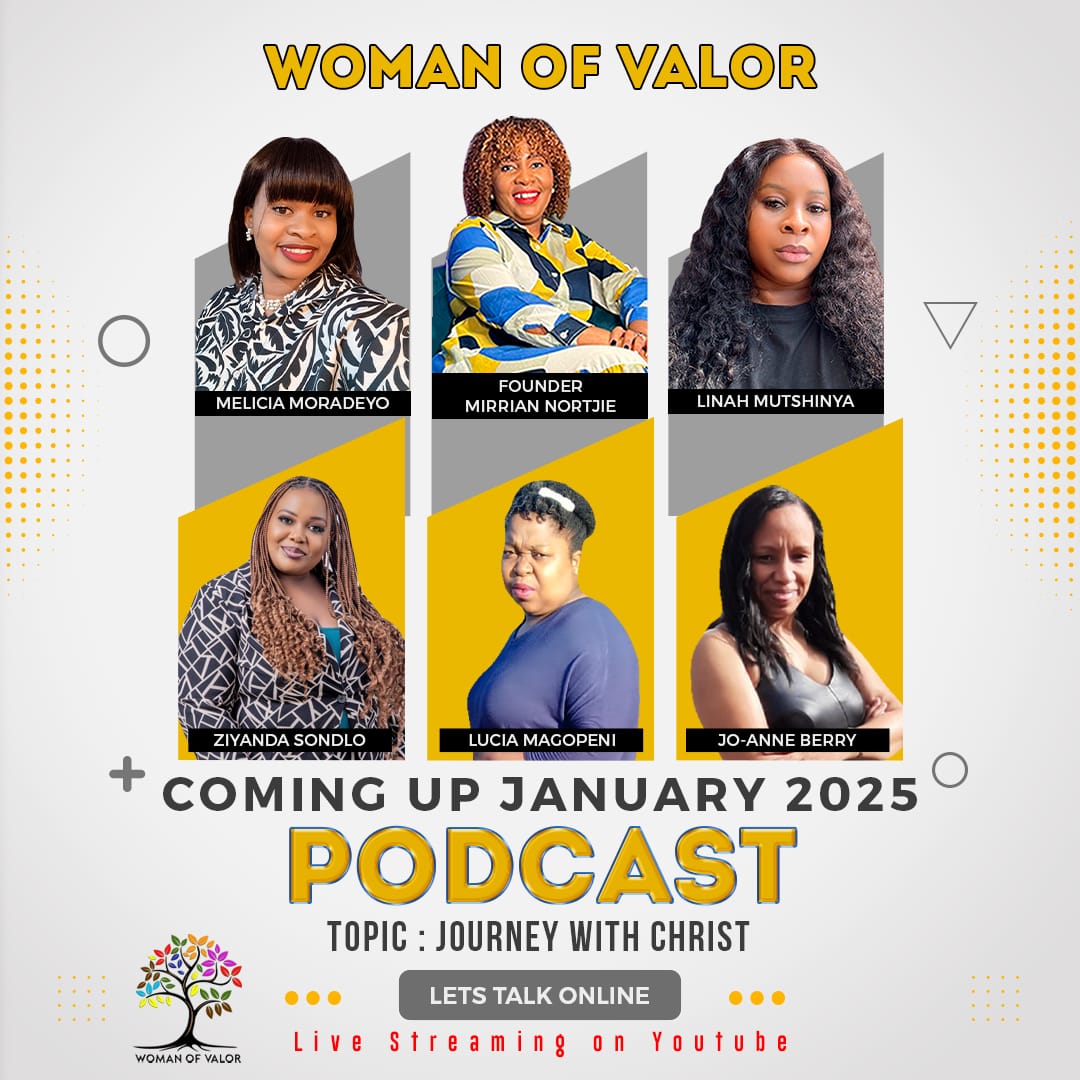 WOMAN OF VALOR
MELICIA MORADEYO
FOUNDER
MIRRIAN NORTJIE
LINAH MUTSHINYA
ZIYANDA SONDLO
LUCIA MAGOPENI
JO-ANNE BERRY
COMING UP JANUARY 2025
PODCAST
TOPIC : JOURNEY WITH CHRIST
LETS TALK ONLINE
Live Streaming on Youtube
WOMAN OF VALOR